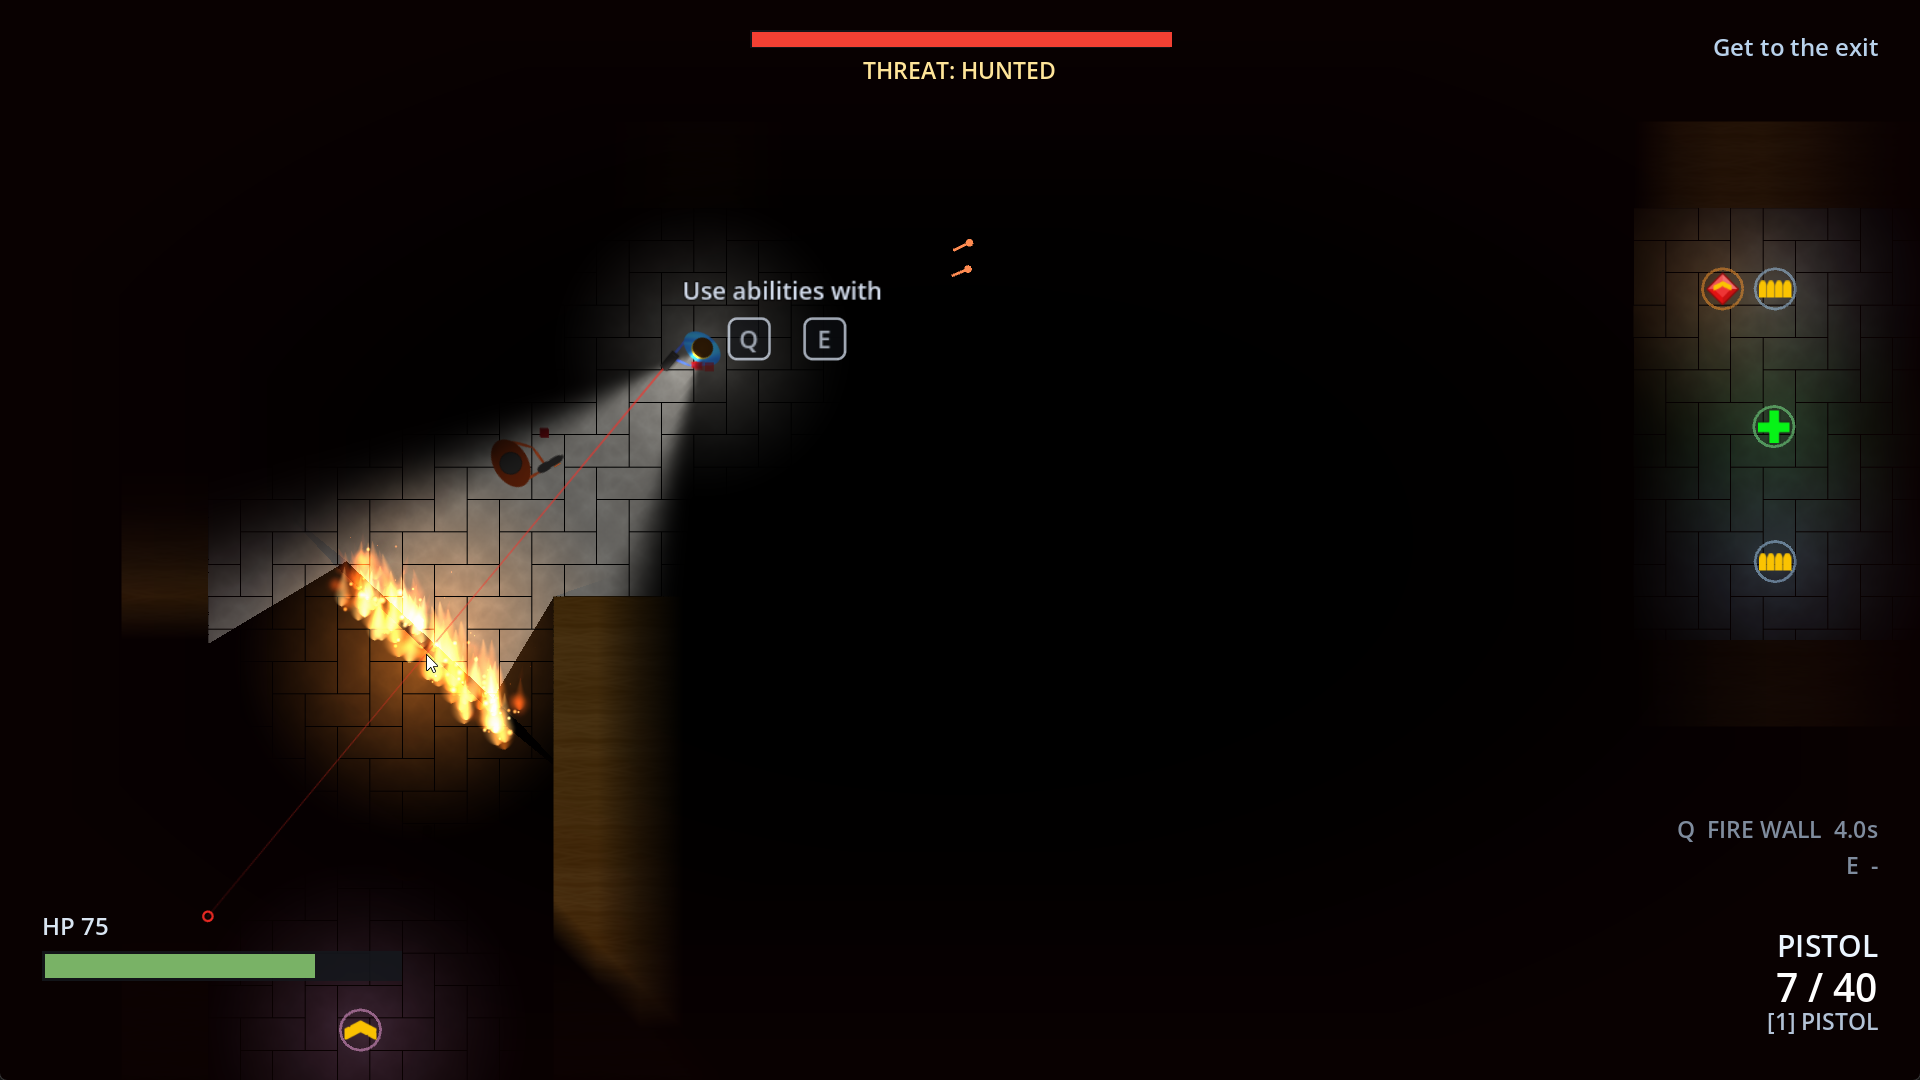 THREAT: HUNTED
Get to the exit
Use abilities with
Q E
Q FIRE WALL 4.0s
E -
HP 75
PISTOL
7 / 40
[1] PISTOL